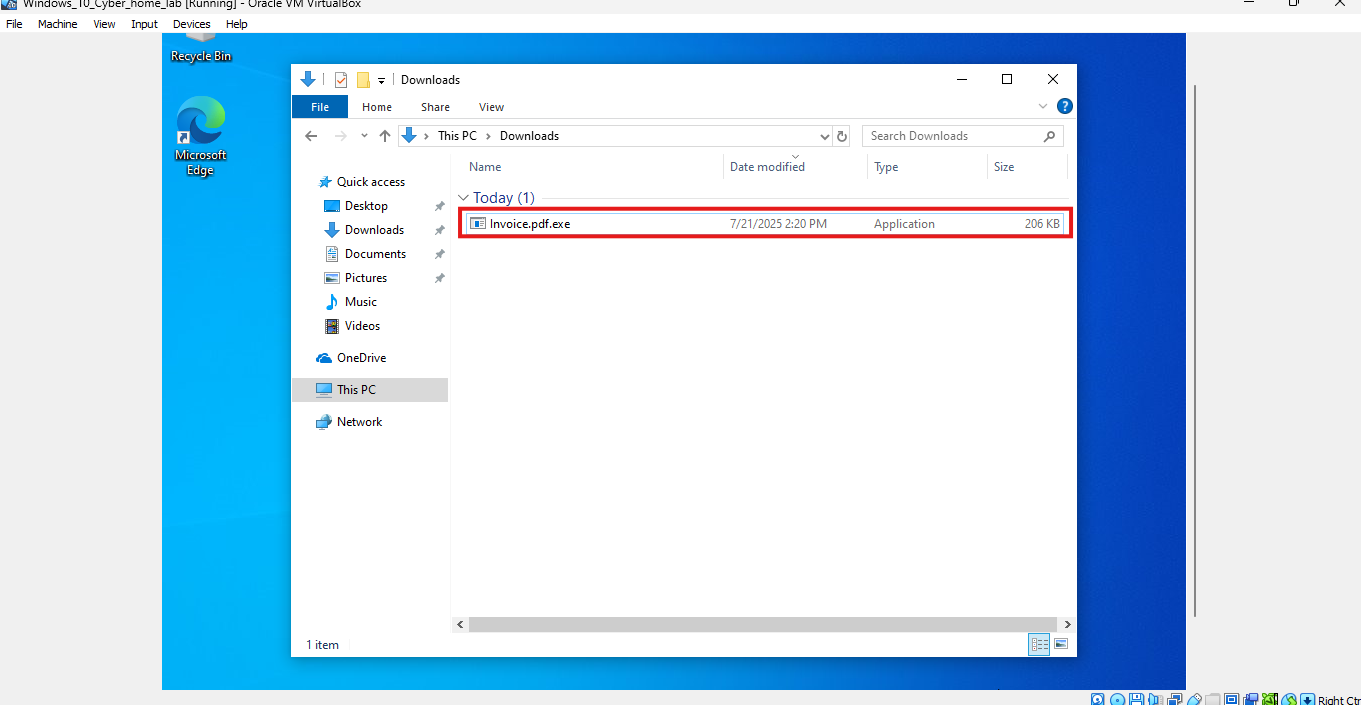 Windows_10_Cyber_home_lab [Running] - Oracle VM VirtualBox
File Machine View Input Devices Help
Recycle Bin
Microsoft
Edge
Downloads
File Home Share View
This PC > Downloads
Search Downloads
Name Date modified Type Size
Quick access
Desktop
Downloads
Documents
Pictures
Music
Videos
OneDrive
This PC
Network
Today (1)
Invoice.pdf.exe 7/21/2025 2:20 PM Application 206 KB
1 item
Right Ctr